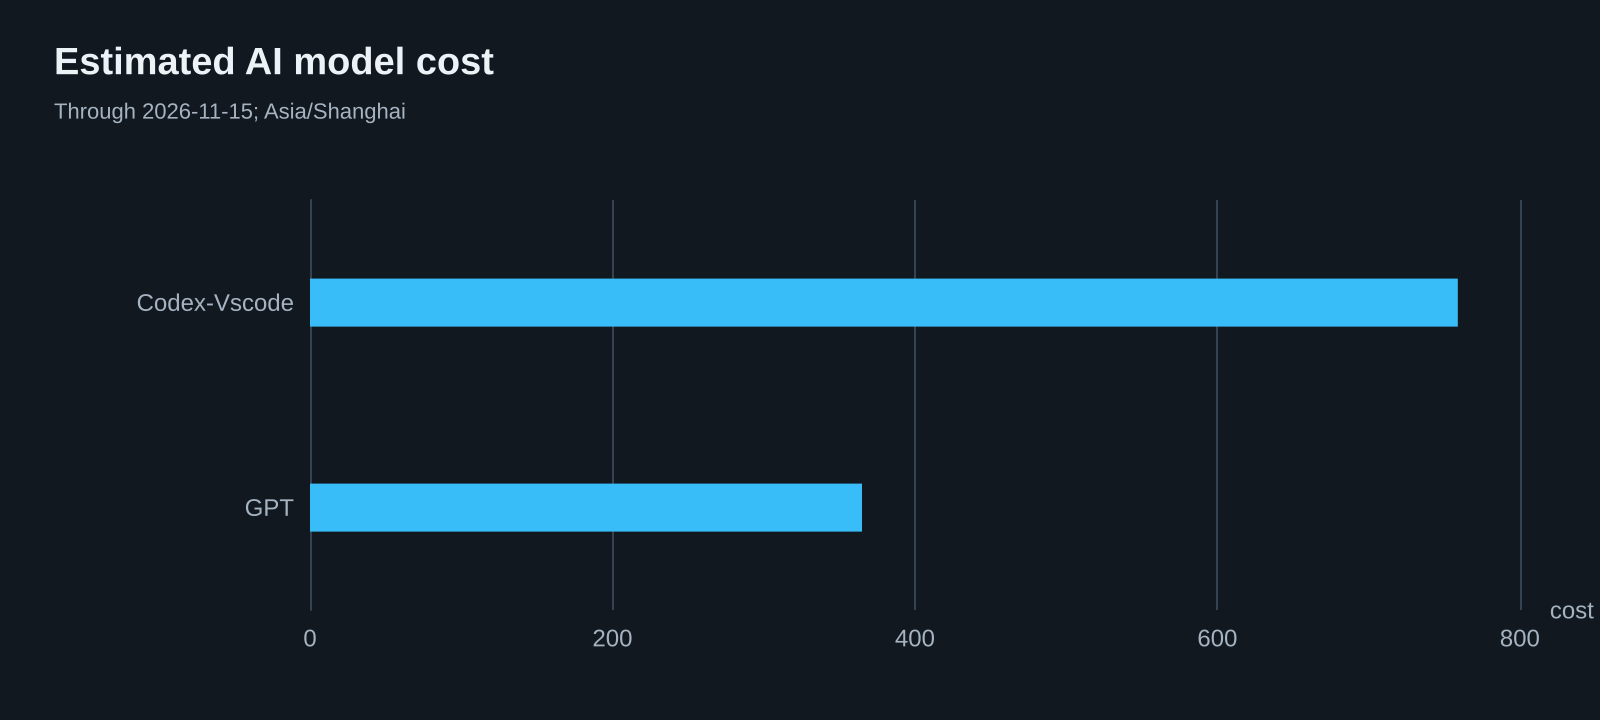 Estimated AI model cost
Through 2026-11-15; Asia/Shanghai
Codex-Vscode
GPT
cost
0 200 400 600 800